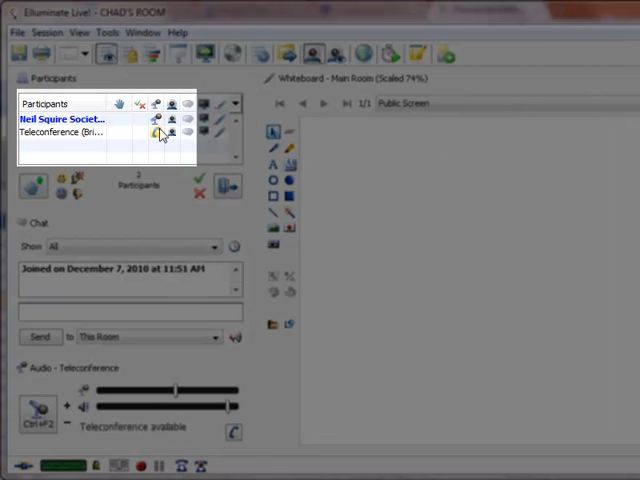 Elluminate Live! - CHAD'S ROOM
File Session View Tools Window Help
Participants
Whiteboard - Main Room (Scaled 74%)
Participants
1/1 Public Screen
Neil Squire Societ...
Teleconference (Bri...
2
Participants
Chat
Show All
Joined on December 7, 2010 at 11:51 AM
Send to This Room
Audio - Teleconference
Ctrl+F2
Teleconference available